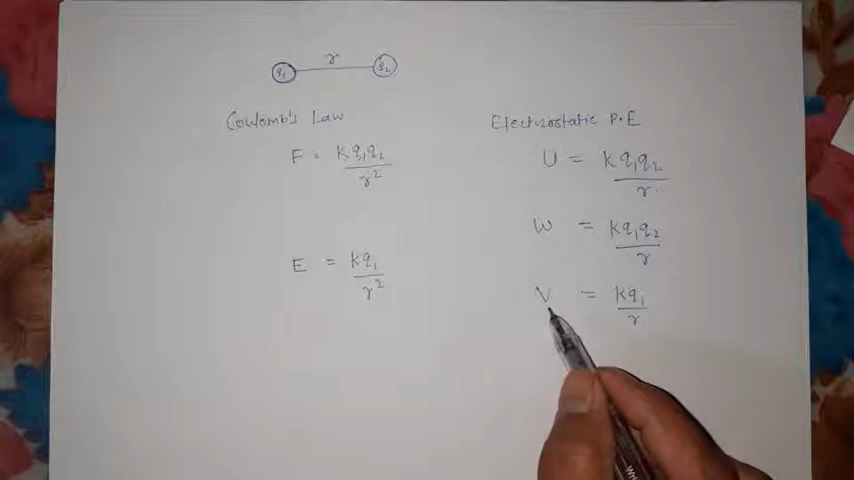 r
q₁ q₂
Coulomb's Law
F = Kq₁q₂/r²
E = Kq₁/r²
Electrostatic P.E
U = Kq₁q₂/r
W = Kq₁q₂/r
V = Kq₁/r